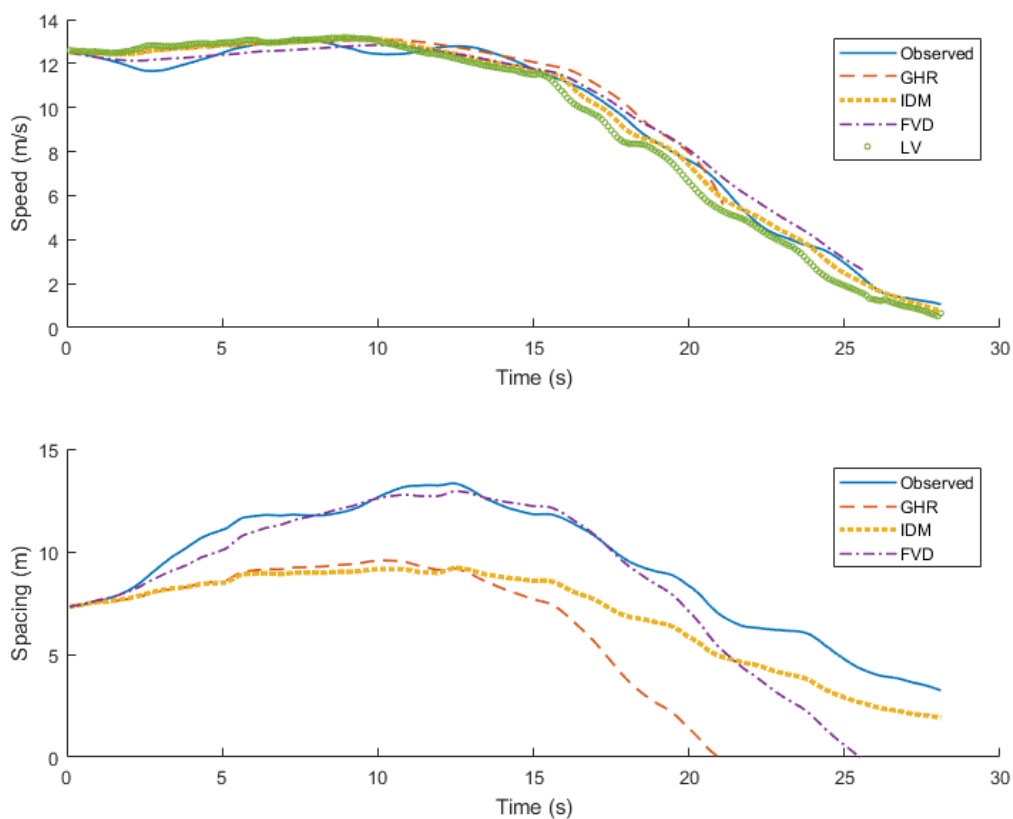 14
12
10
8
6
4
2
0
Speed (m/s)
0 5 10 15 20 25 30
Time (s)
Observed
GHR
IDM
FVD
LV
15
10
5
0
Spacing (m)
0 5 10 15 20 25 30
Time (s)
Observed
GHR
IDM
FVD